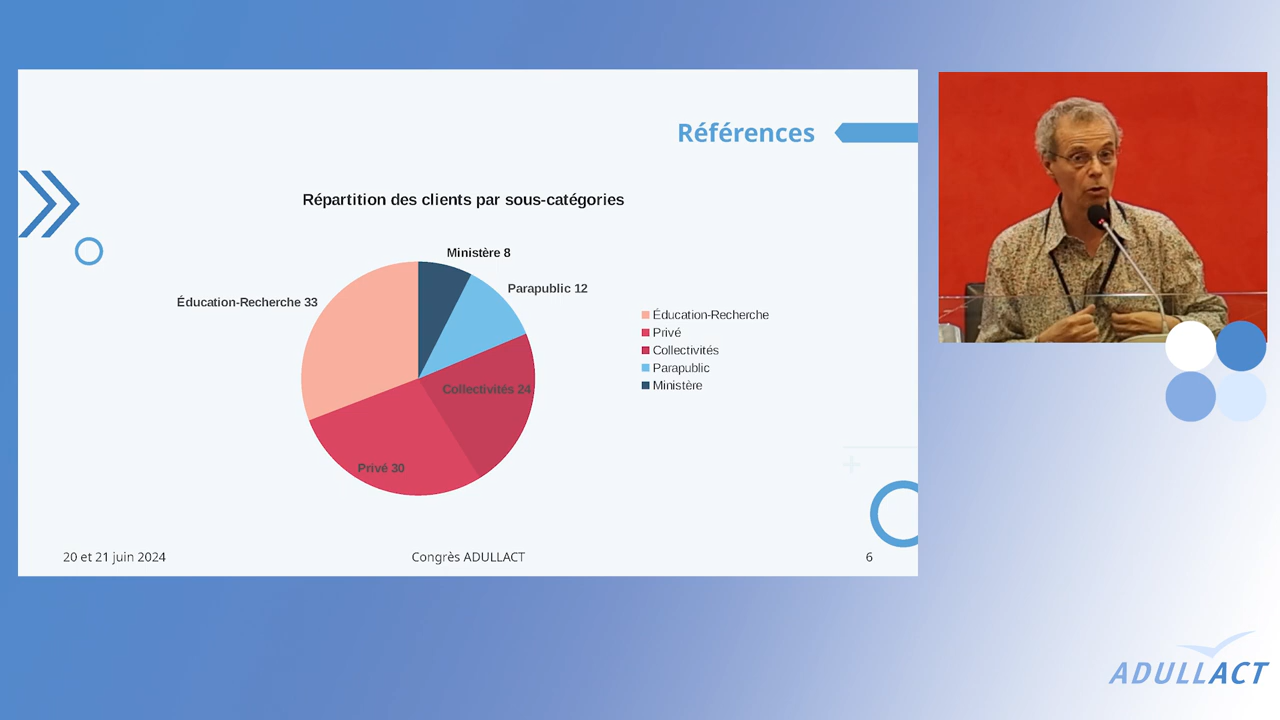 Références
Répartition des clients par sous-catégories
Ministère 8
Parapublic 12
Éducation-Recherche 33
Collectivités 24
Privé 30
Éducation-Recherche
Privé
Collectivités
Parapublic
Ministère
20 et 21 juin 2024
Congrès ADULLACT
6
ADULLACT